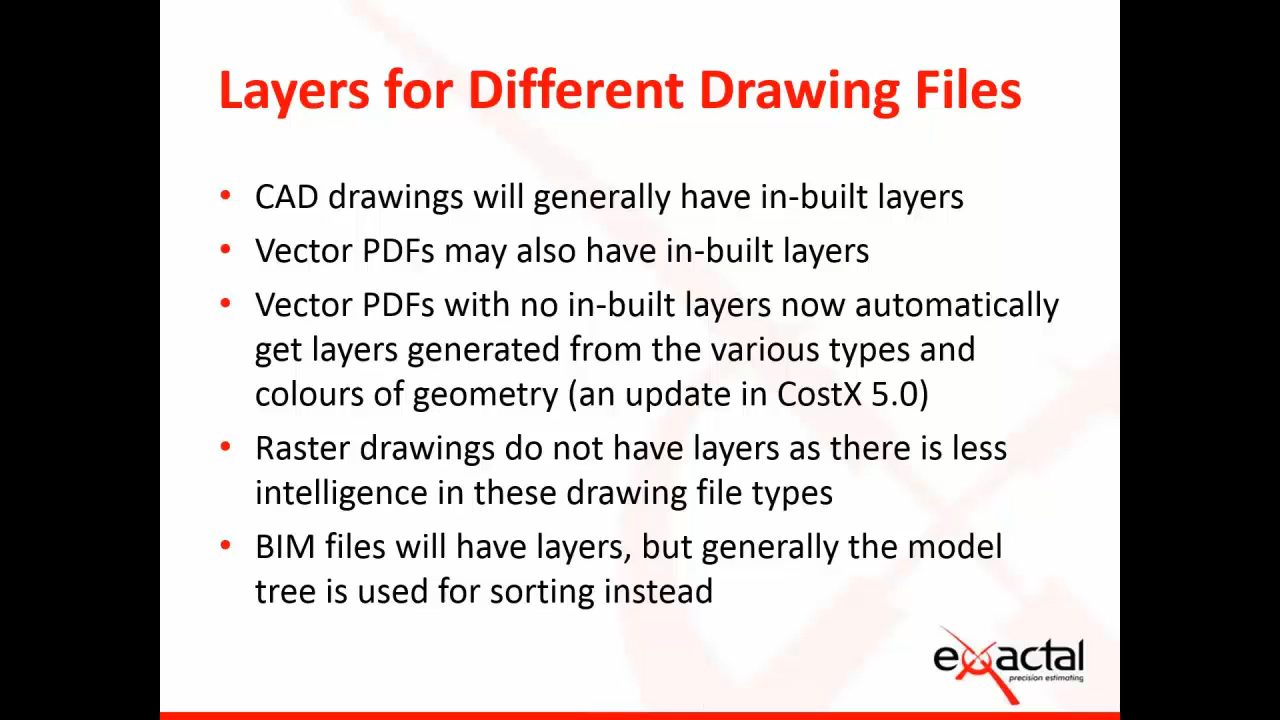 Layers for Different Drawing Files
• CAD drawings will generally have in-built layers
• Vector PDFs may also have in-built layers
• Vector PDFs with no in-built layers now automatically
get layers generated from the various types and
colours of geometry (an update in CostX 5.0)
• Raster drawings do not have layers as there is less
intelligence in these drawing file types
• BIM files will have layers, but generally the model
tree is used for sorting instead
exactal
precision estimating